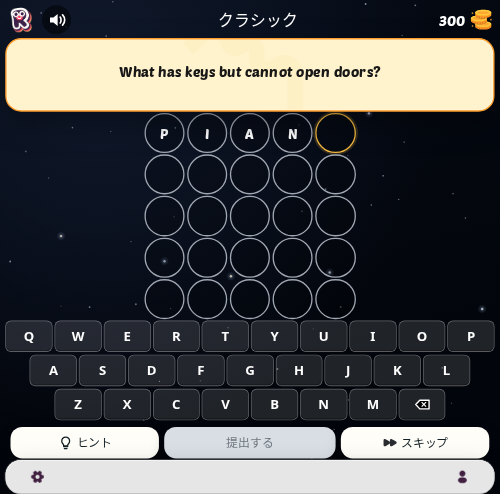 クラシック
300
What has keys but cannot open doors?
P I A N
Q W E R T Y U I O P
A S D F G H J K L
Z X C V B N M
ヒント 提出する スキップ